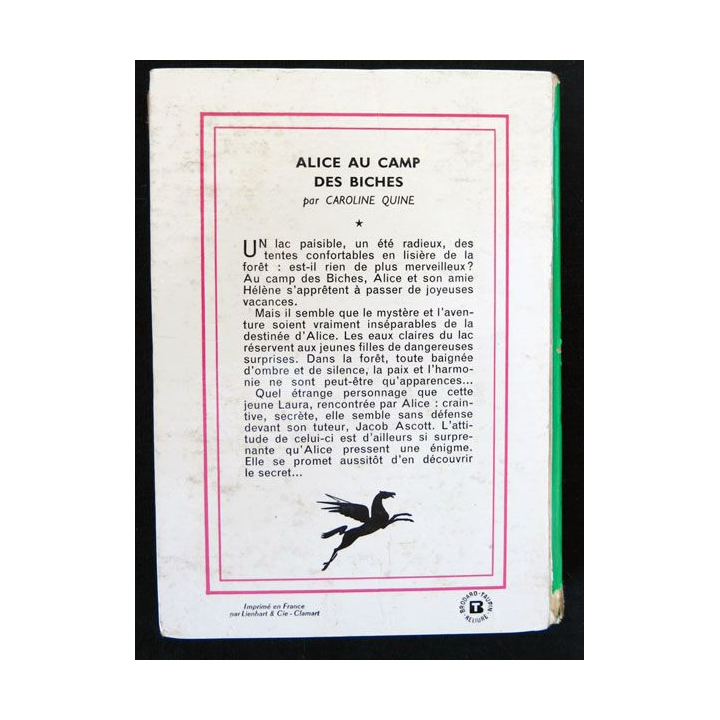 ALICE AU CAMP
DES BICHES
par CAROLINE QUINE
★
UN lac paisible, un été radieux, des
tentes confortables en lisière de la
forêt : est-il rien de plus merveilleux ?
Au camp des Biches, Alice et son amie
Hélène s'apprêtent à passer de joyeuses
vacances.
Mais il semble que le mystère et l'aven-
ture soient vraiment inséparables de la
destinée d'Alice. Les eaux claires du lac
réservent aux jeunes filles de dangereuses
surprises. Dans la forêt, toute baignée
d'ombre et de silence, la paix et l'harmo-
nie ne sont peut-être qu'apparences...
Quel étrange personnage que cette
jeune Laura, rencontrée par Alice : crain-
tive, secrète, elle semble sans défense
devant son tuteur, Jacob Ascott. L'atti-
tude de celui-ci est d'ailleurs si surpre-
nante qu'Alice pressent une énigme.
Elle se promet aussitôt d'en découvrir
le secret...
Imprimé en France
par Lienhart & Cie - Clamart
BRODARD-TAUPIN
TB
RELIURE